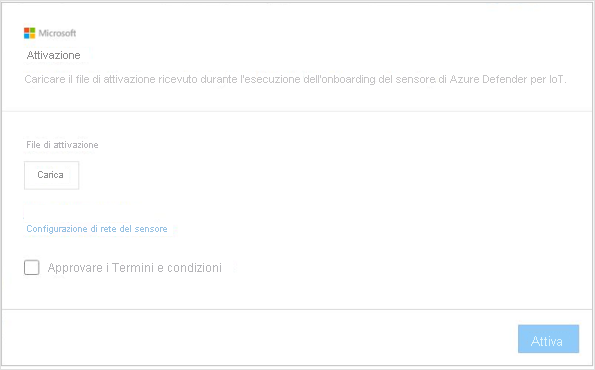 Microsoft
Attivazione
Caricare il file di attivazione ricevuto durante l'esecuzione dell'onboarding del sensore di Azure Defender per IoT.
File di attivazione
Carica
Configurazione di rete del sensore
Approvare i Termini e condizioni
Attiva